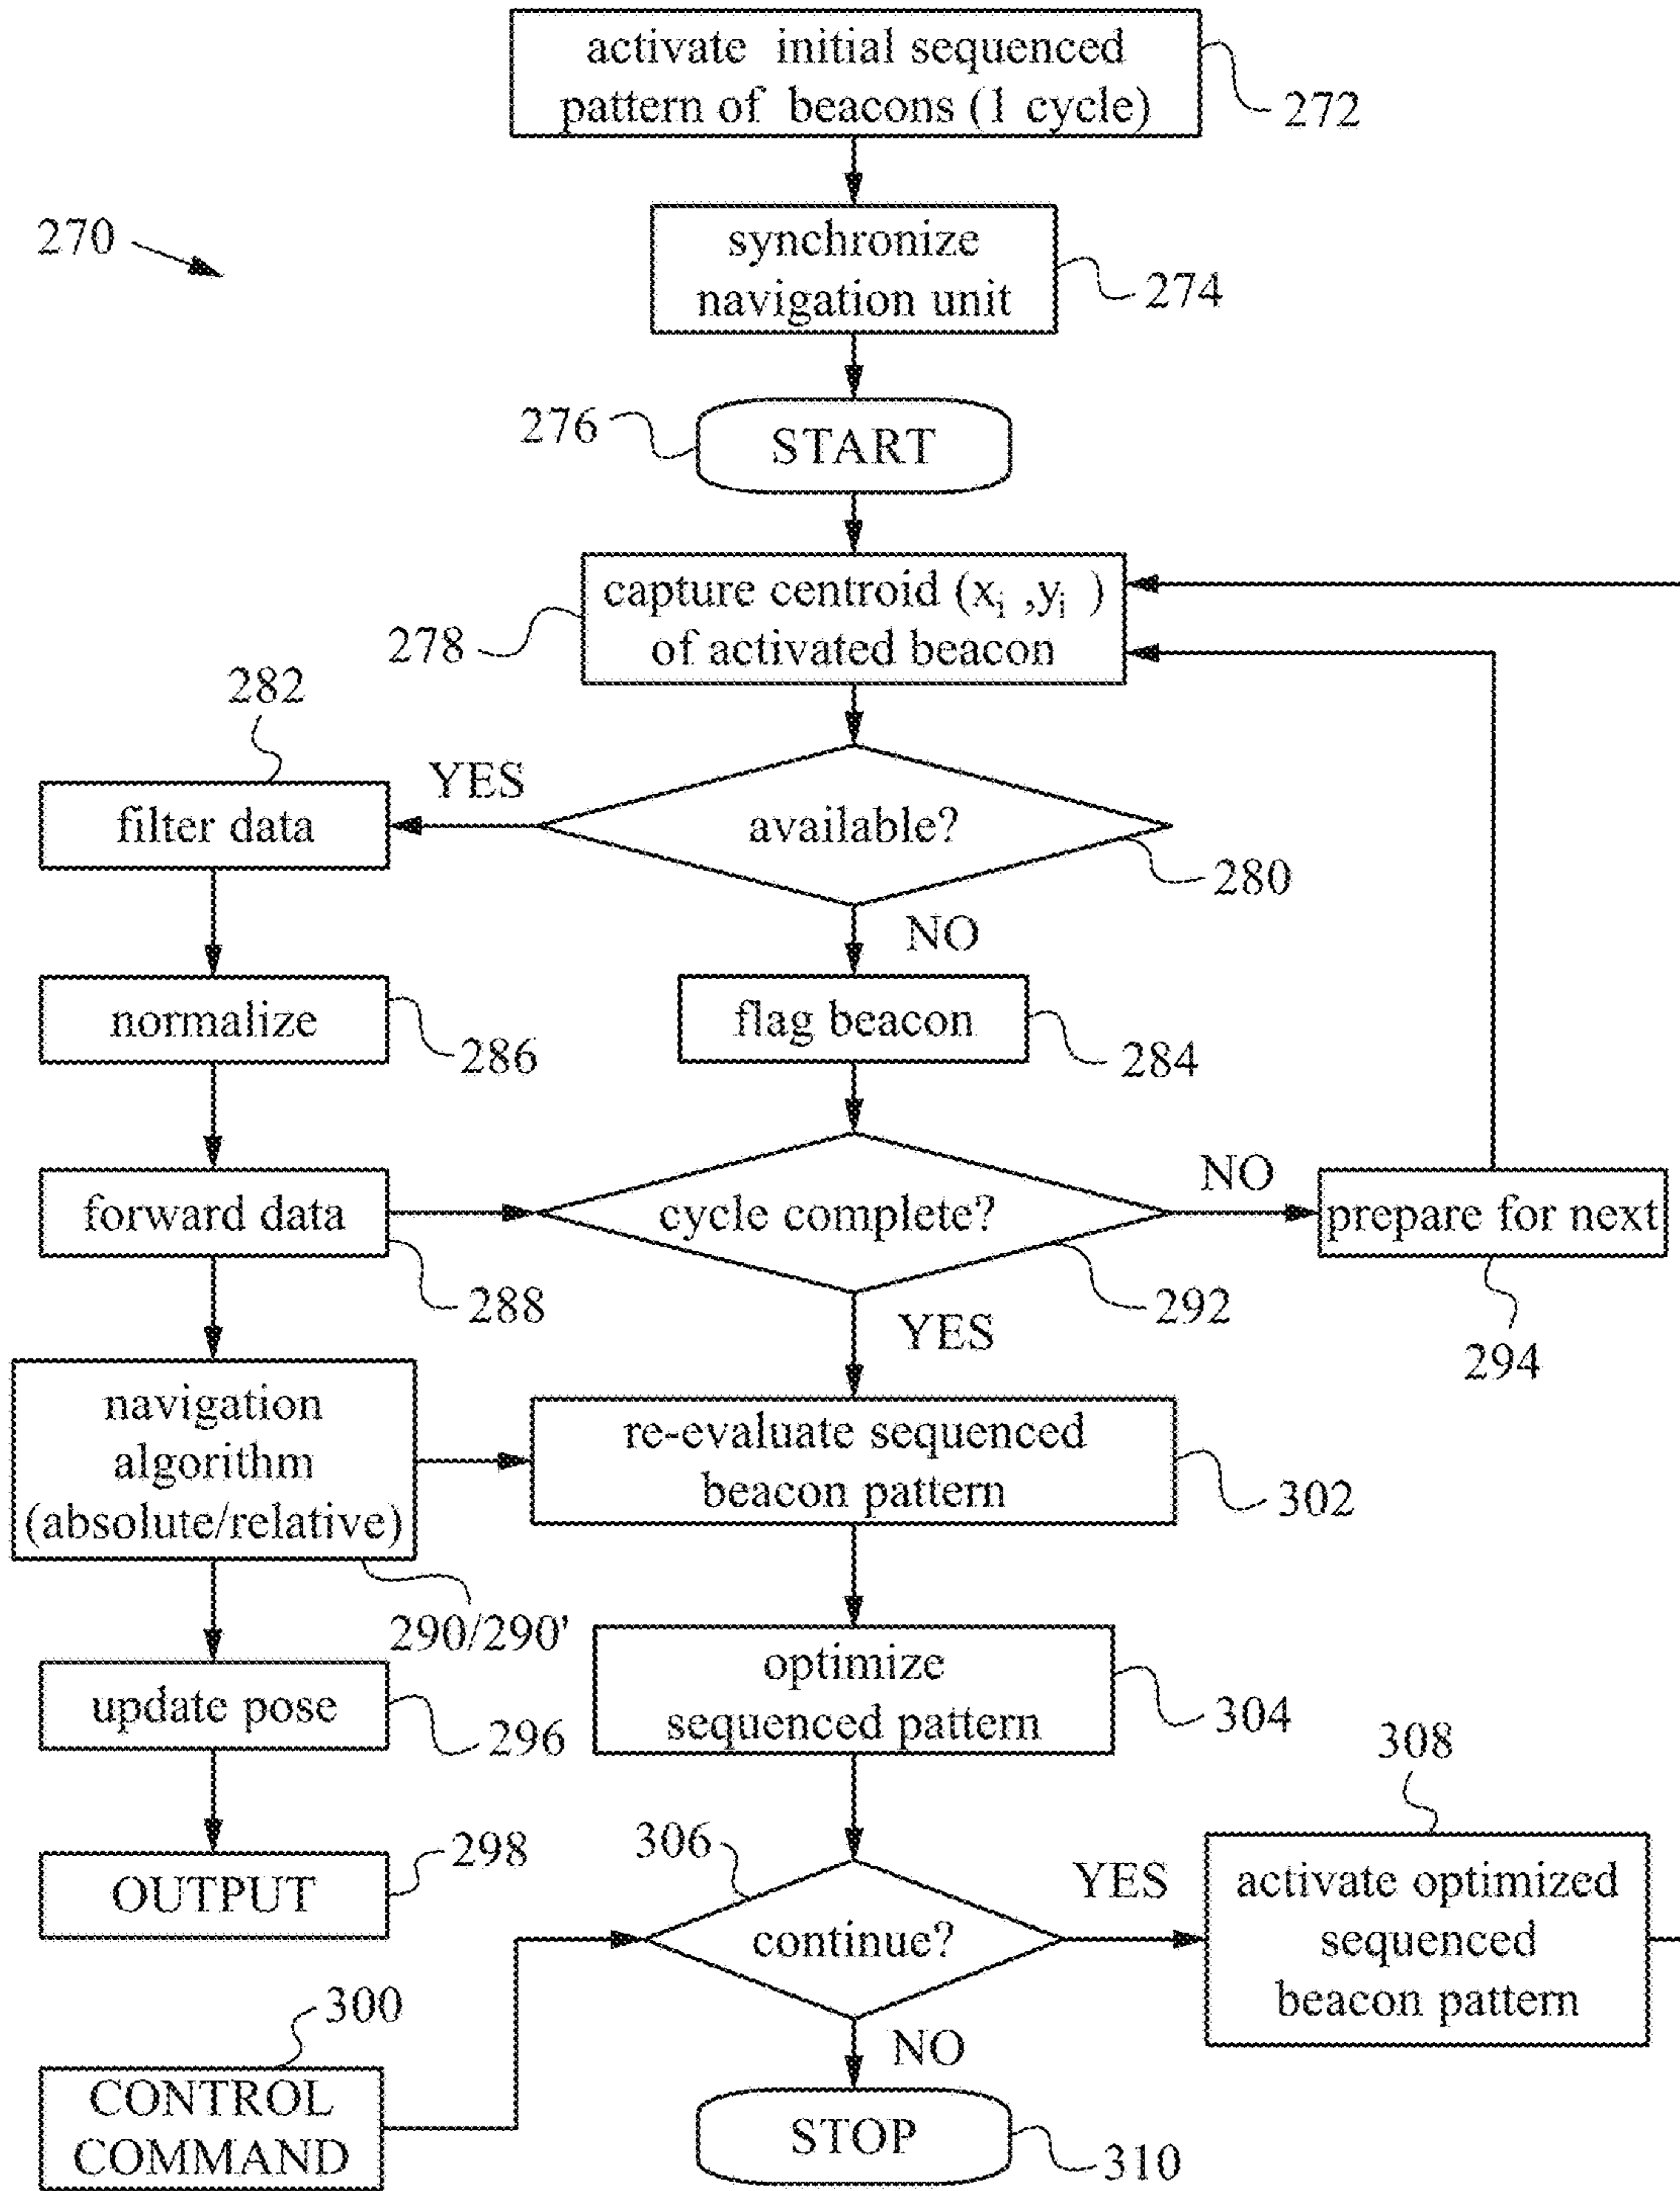 activate initial sequenced
pattern of beacons (1 cycle)
272
270
synchronize
navigation unit
274
276
START
capture centroid (xi ,yi )
of activated beacon
278
282
YES
filter data
available?
280
NO
normalize
286
flag beacon
284
forward data
288
cycle complete?
NO
292
prepare for next
294
YES
navigation
algorithm
(absolute/relative)
290/290'
re-evaluate sequenced
beacon pattern
302
update pose
296
optimize
sequenced pattern
304
308
OUTPUT
298
306
continue?
YES
activate optimized
sequenced
beacon pattern
300
CONTROL
COMMAND
NO
STOP
310